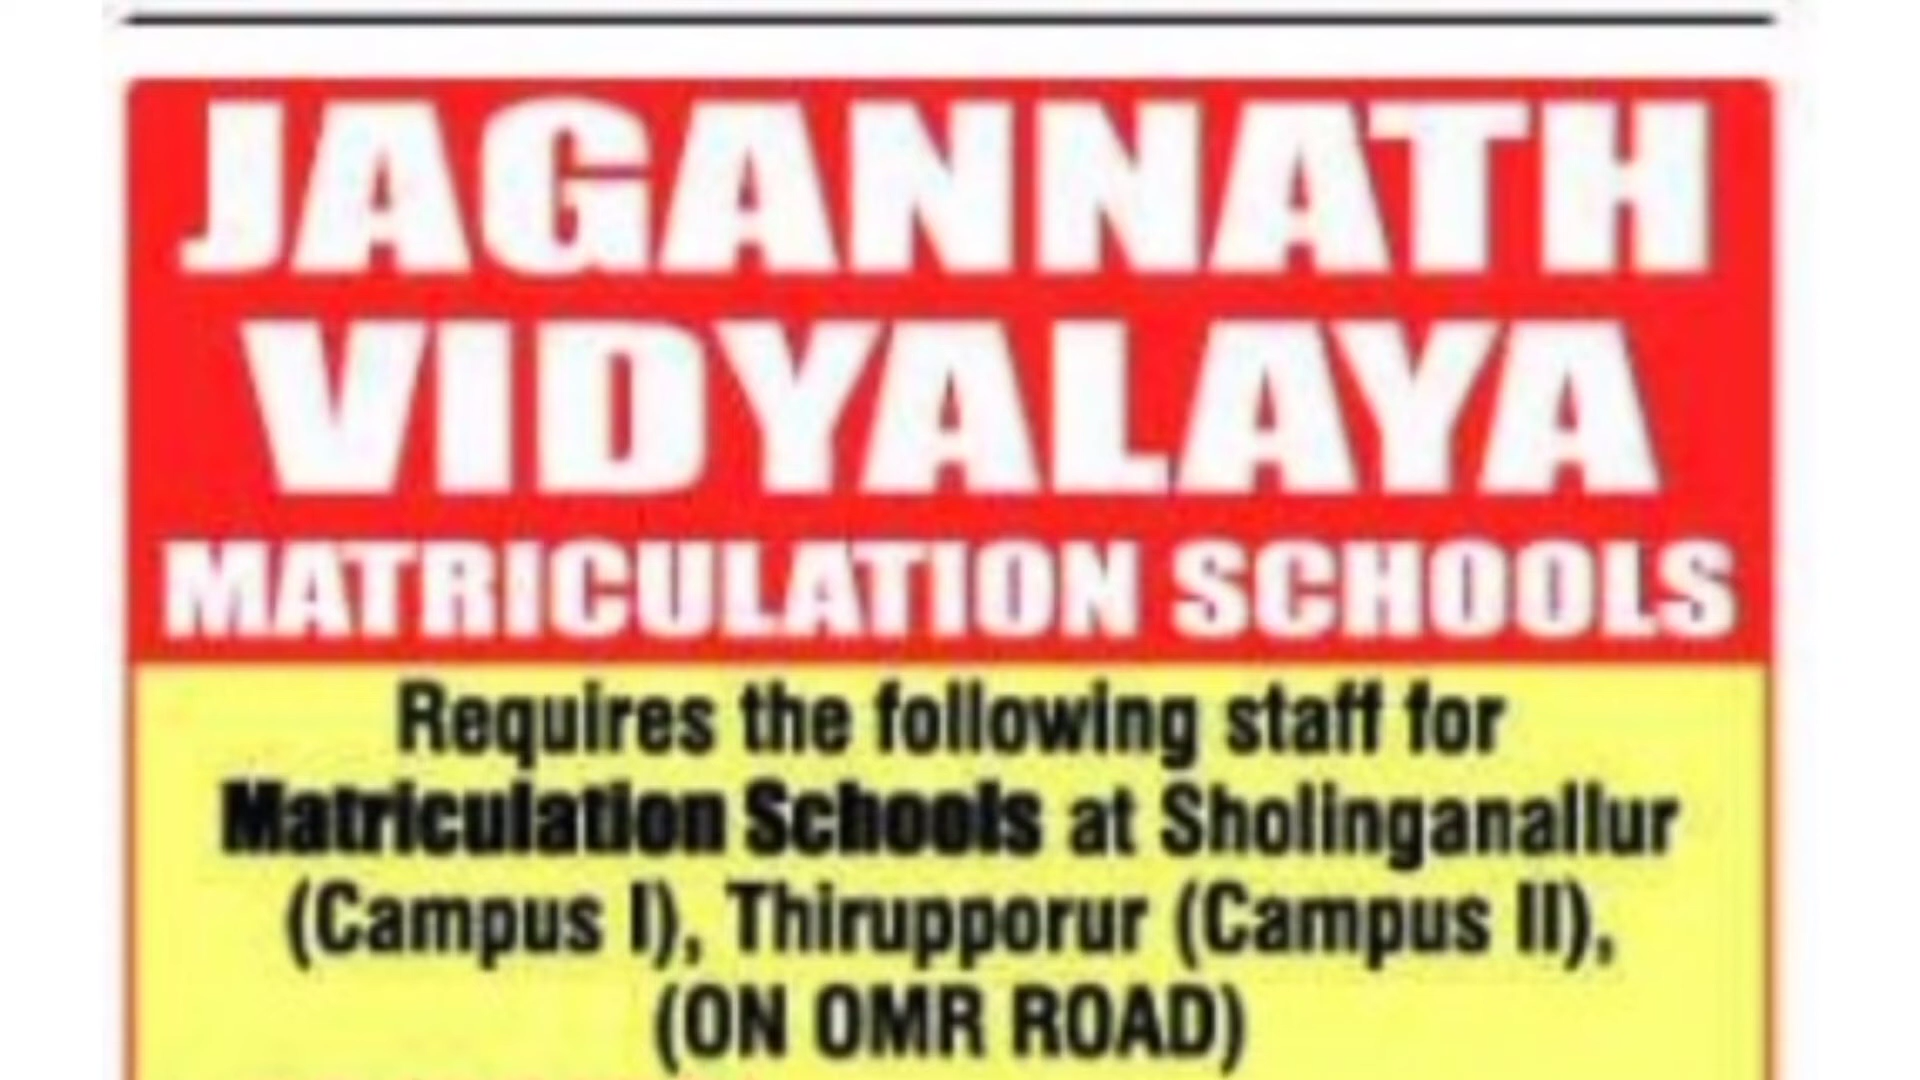 JAGANNATH
VIDYALAYA
MATRICULATION SCHOOLS
Requires the following staff for
Matriculation Schools at Sholinganallur
(Campus I), Thirupporur (Campus II),
(ON OMR ROAD)